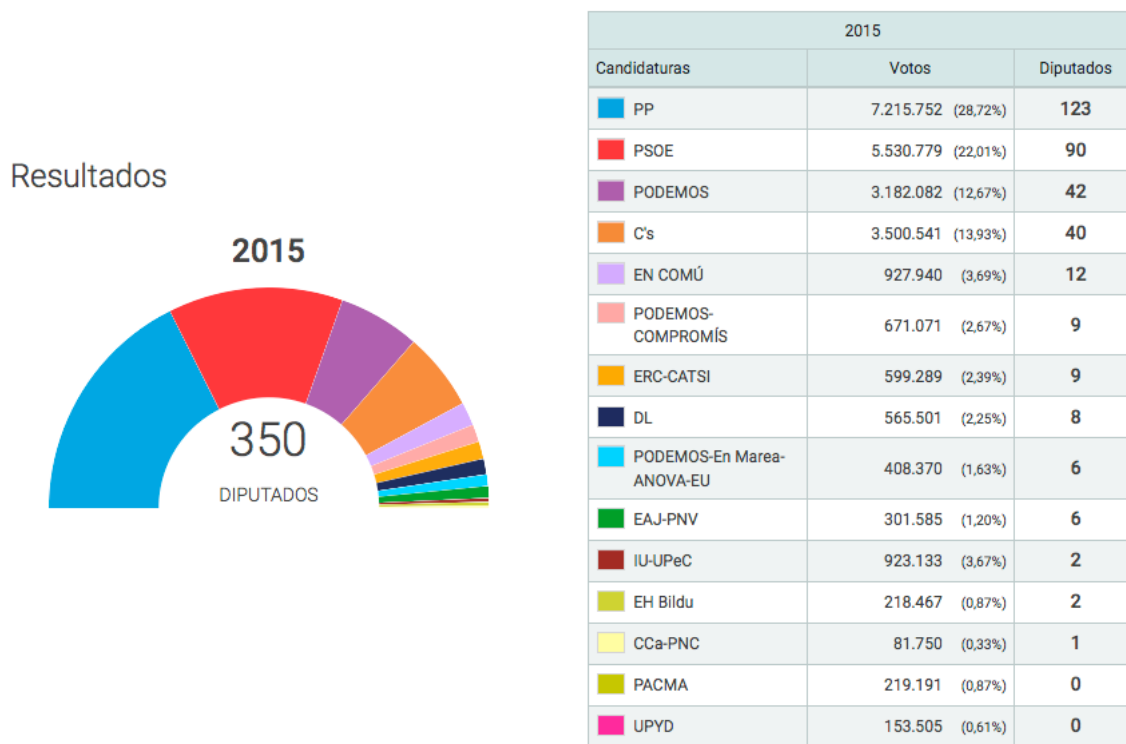 Resultados
2015
350
DIPUTADOS
2015
Candidaturas Votos Diputados
PP 7.215.752 (28,72%) 123
PSOE 5.530.779 (22,01%) 90
PODEMOS 3.182.082 (12,67%) 42
C's 3.500.541 (13,93%) 40
EN COMÚ 927.940 (3,69%) 12
PODEMOS-
COMPROMÍS 671.071 (2,67%) 9
ERC-CATSI 599.289 (2,39%) 9
DL 565.501 (2,25%) 8
PODEMOS-En Marea-
ANOVA-EU 408.370 (1,63%) 6
EAJ-PNV 301.585 (1,20%) 6
IU-UPeC 923.133 (3,67%) 2
EH Bildu 218.467 (0,87%) 2
CCa-PNC 81.750 (0,33%) 1
PACMA 219.191 (0,87%) 0
UPYD 153.505 (0,61%) 0